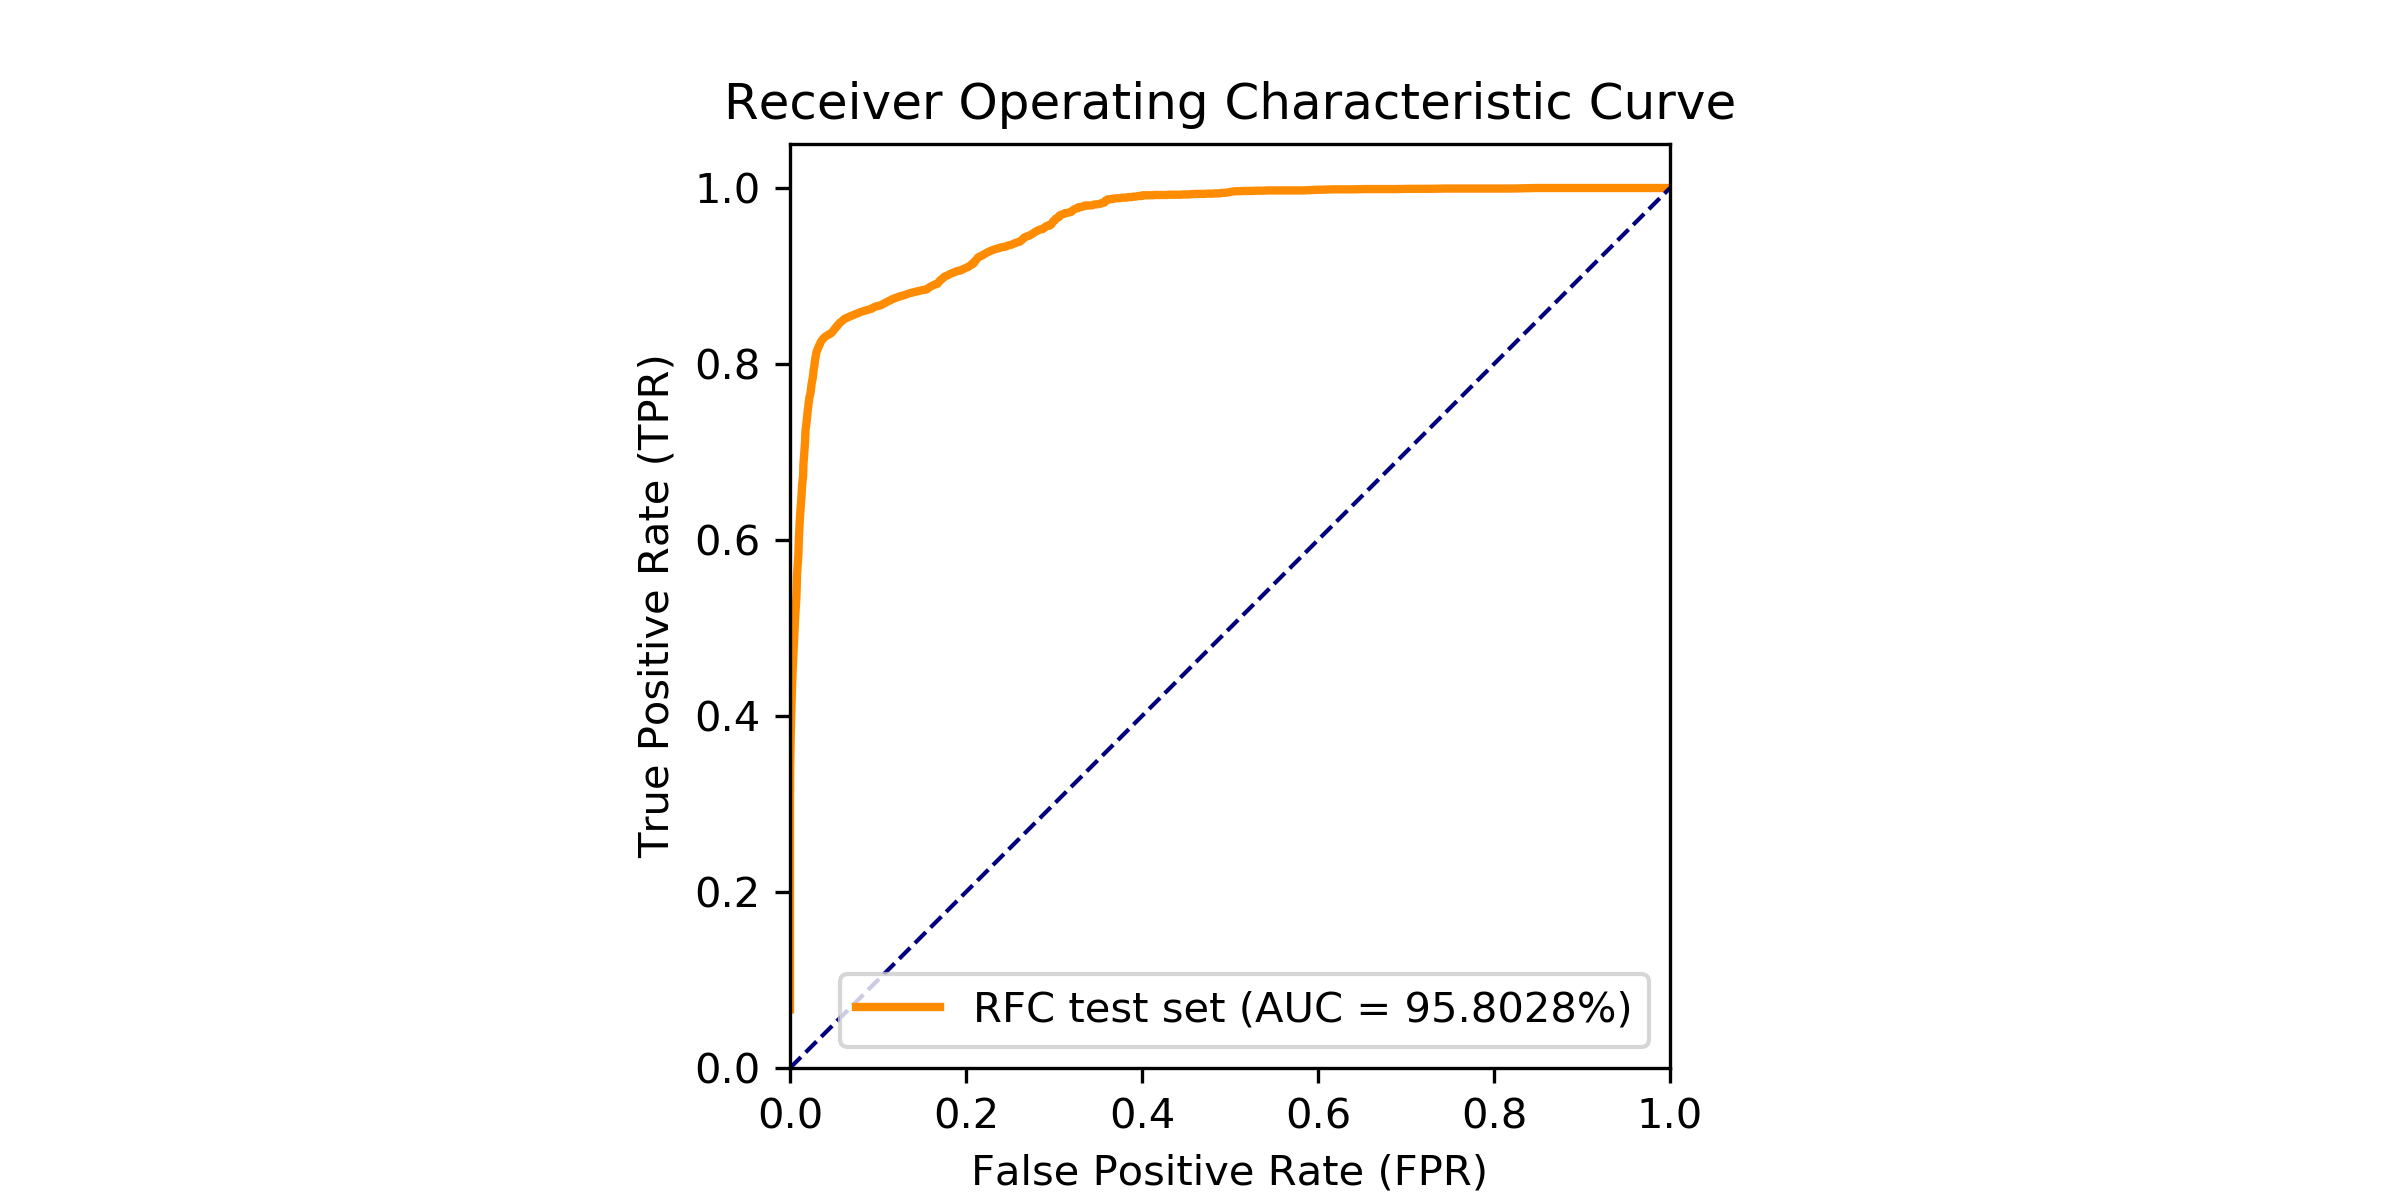 Receiver Operating Characteristic Curve
1.0
0.8
0.6
0.4
0.2
0.0
True Positive Rate (TPR)
RFC test set (AUC = 95.8028%)
0.0 0.2 0.4 0.6 0.8 1.0
False Positive Rate (FPR)